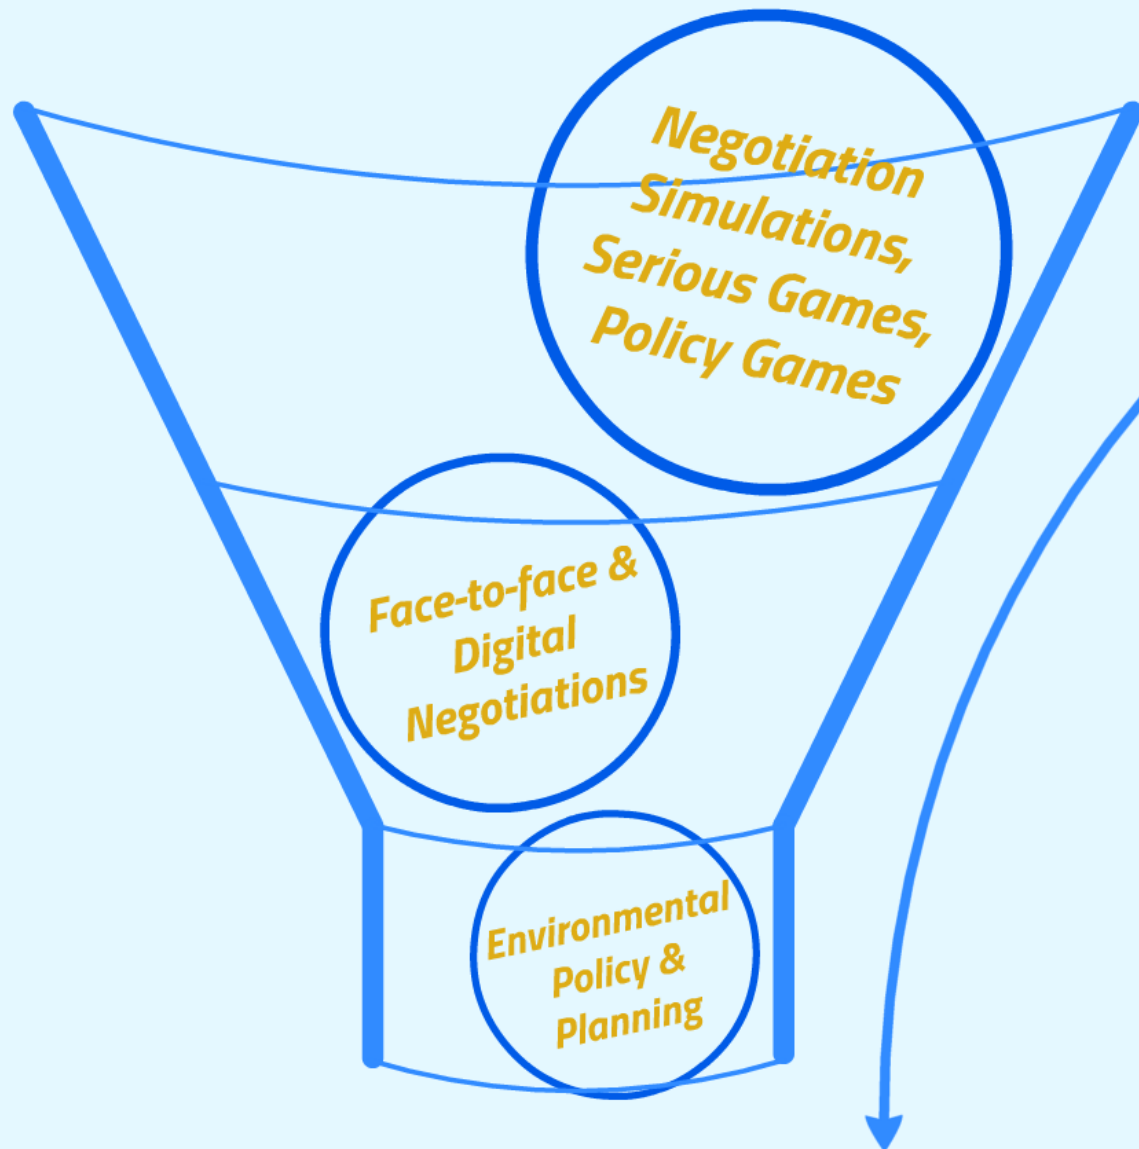 Negotiation
Simulations,
Serious Games,
Policy Games
Face-to-face &
Digital
Negotiations
Environmental
Policy &
Planning